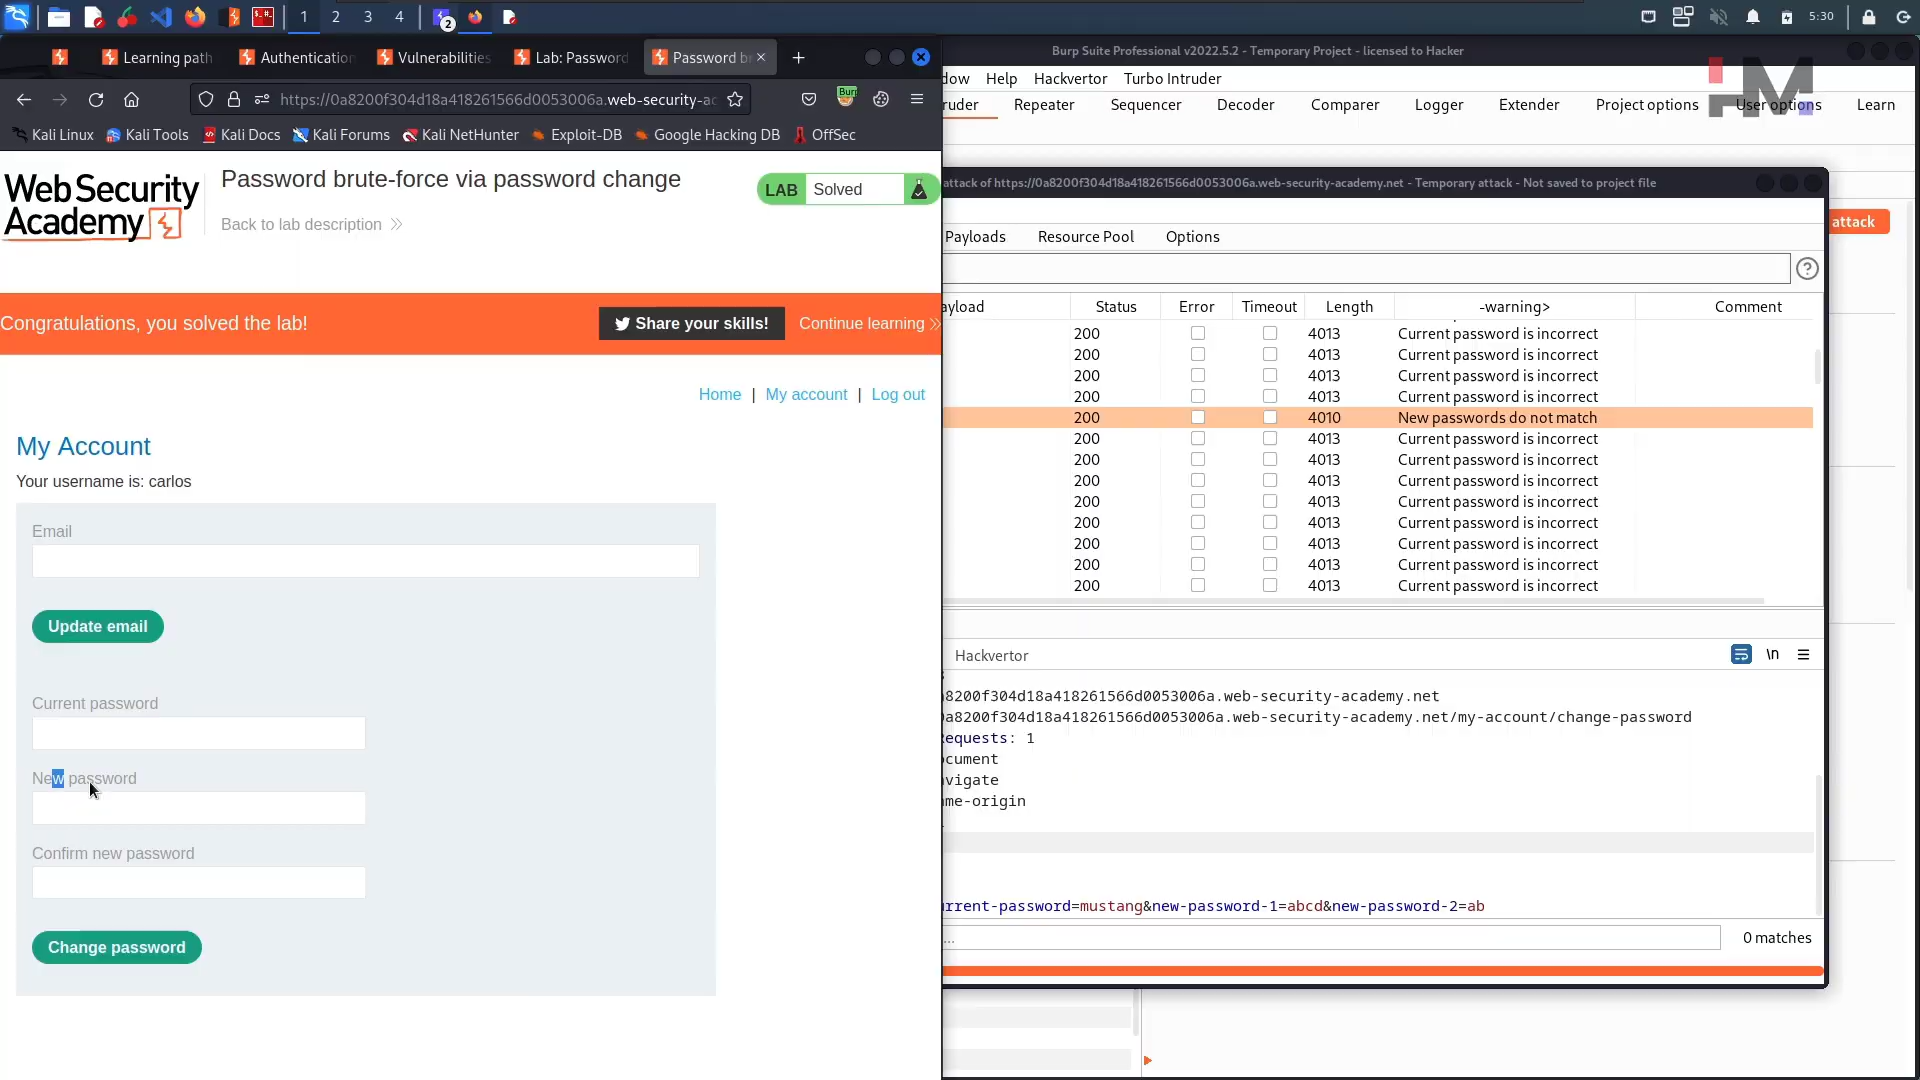 1 2 3 4 2 5:30
Learning path Authentication Vulnerabilities Lab: Password Password br
https://0a8200f304d18a418261566d0053006a.web-security-ac
Burp
Kali Linux Kali Tools Kali Docs Kali Forums Kali NetHunter Exploit-DB Google Hacking DB OffSec
WebSecurity
Academy
Password brute-force via password change
Back to lab description
LAB Solved
Congratulations, you solved the lab!
Share your skills!
Continue learning
Home | My account | Log out
My Account
Your username is: carlos
Email
Update email
Current password
New password
Confirm new password
Change password
Burp Suite Professional v2022.5.2 - Temporary Project - licensed to Hacker
dow Help Hackvertor Turbo Intruder
ruder Repeater Sequencer Decoder Comparer Logger Extender Project options User options Learn
HM
attack of https://0a8200f304d18a418261566d0053006a.web-security-academy.net - Temporary attack - Not saved to project file
attack
Payloads Resource Pool Options
?
ayload Status Error Timeout Length -warning> Comment
200 4013 Current password is incorrect
200 4013 Current password is incorrect
200 4013 Current password is incorrect
200 4013 Current password is incorrect
200 4010 New passwords do not match
200 4013 Current password is incorrect
200 4013 Current password is incorrect
200 4013 Current password is incorrect
200 4013 Current password is incorrect
200 4013 Current password is incorrect
200 4013 Current password is incorrect
200 4013 Current password is incorrect
200 4013 Current password is incorrect
Hackvertor \n
a8200f304d18a418261566d0053006a.web-security-academy.net
0a8200f304d18a418261566d0053006a.web-security-academy.net/my-account/change-password
Requests: 1
ocument
avigate
ame-origin
urrent-password=mustang&new-password-1=abcd&new-password-2=ab
... 0 matches